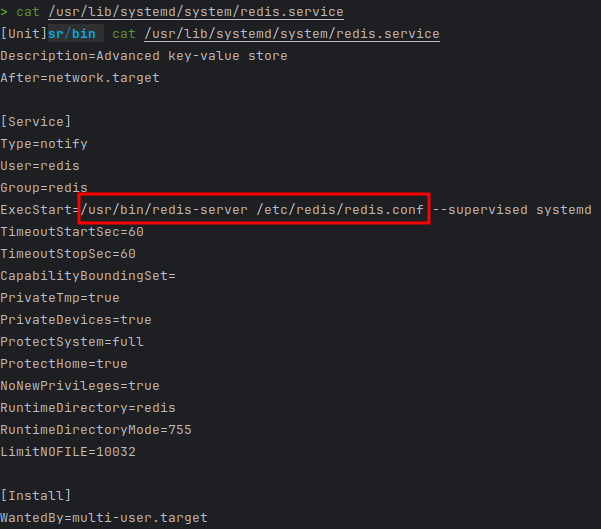 > cat /usr/lib/systemd/system/redis.service
[Unit]sr/bin  cat /usr/lib/systemd/system/redis.service
Description=Advanced key-value store
After=network.target

[Service]
Type=notify
User=redis
Group=redis
ExecStart=/usr/bin/redis-server /etc/redis/redis.conf --supervised systemd
TimeoutStartSec=60
TimeoutStopSec=60
CapabilityBoundingSet=
PrivateTmp=true
PrivateDevices=true
ProtectSystem=full
ProtectHome=true
NoNewPrivileges=true
RuntimeDirectory=redis
RuntimeDirectoryMode=755
LimitNOFILE=10032

[Install]
WantedBy=multi-user.target